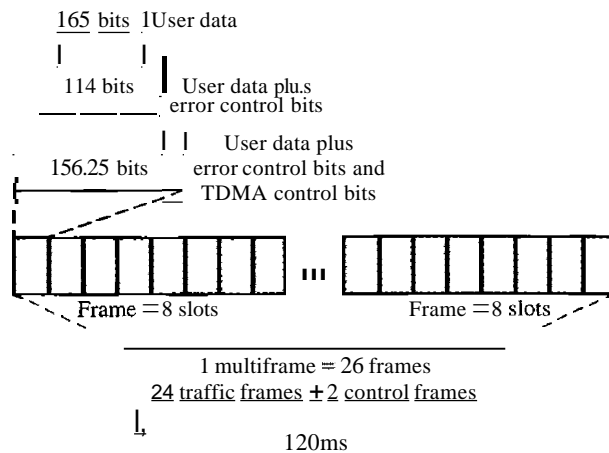 165 bits 1User data
114 bits
User data plu.s
error control bits
User data plus
156.25 bits
error control bits and
TDMA control bits
...
Frame = 8 slots
Frame = 8 slots
1 multiframe = 26 frames
24 traffic frames + 2 control frames
120ms